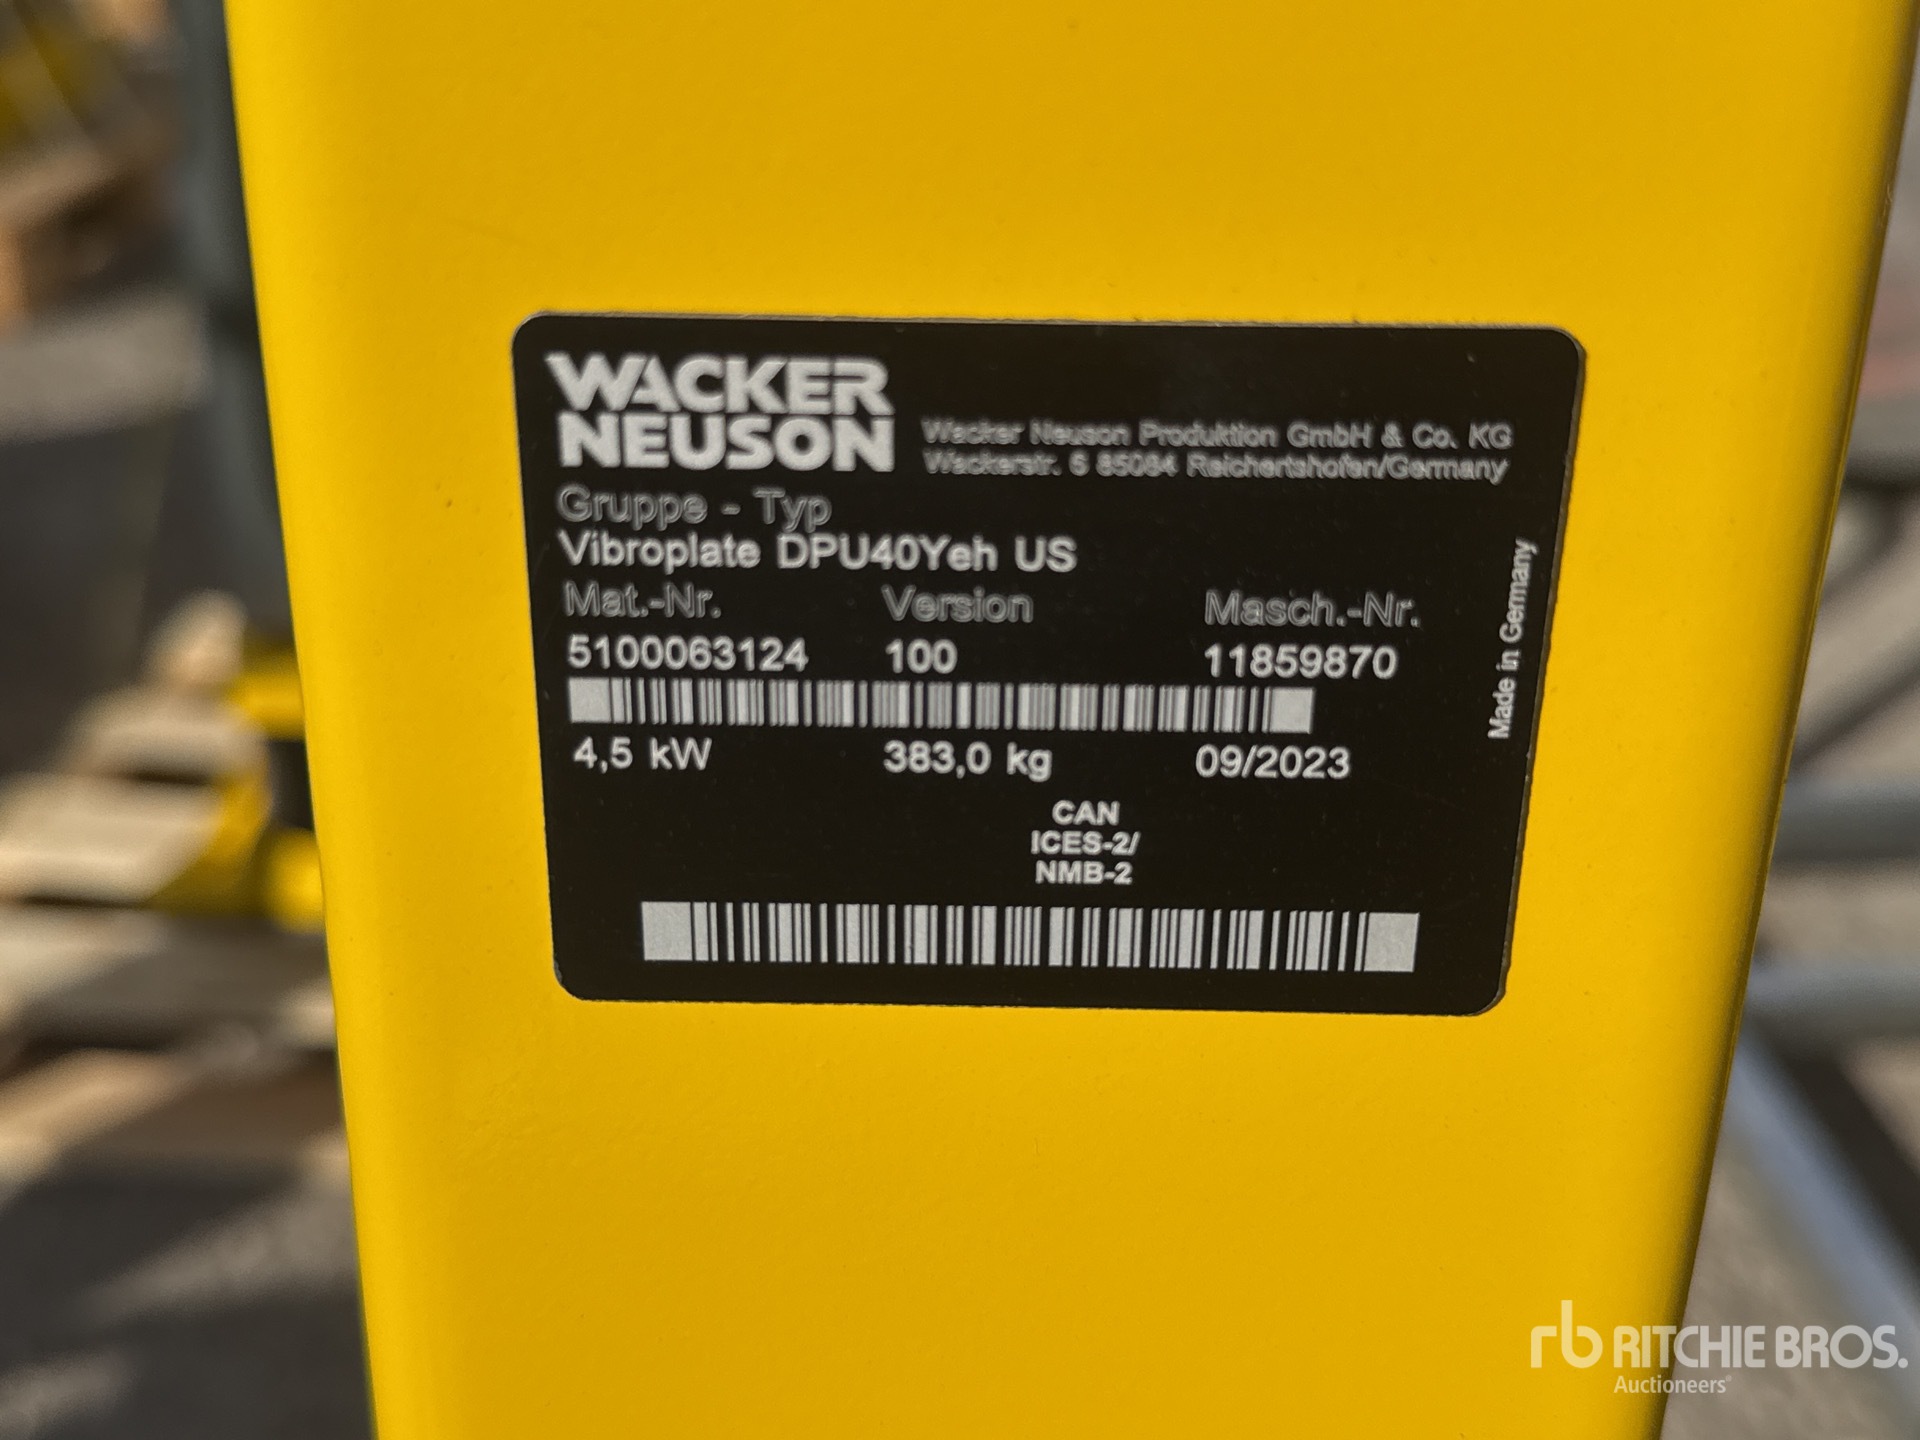 WACKER
NEUSON
Wacker Neuson Produktion GmbH & Co. KG
Wackerstr. 6 85084 Reichertshofen/Germany
Gruppe - Typ
Vibroplate DPU40Yeh US
Mat.-Nr. Version Masch.-Nr.
5100063124 100 11859870
4,5 kW 383,0 kg 09/2023
CAN
ICES-2/
NMB-2
Made in Germany
rb RITCHIE BROS.
Auctioneers